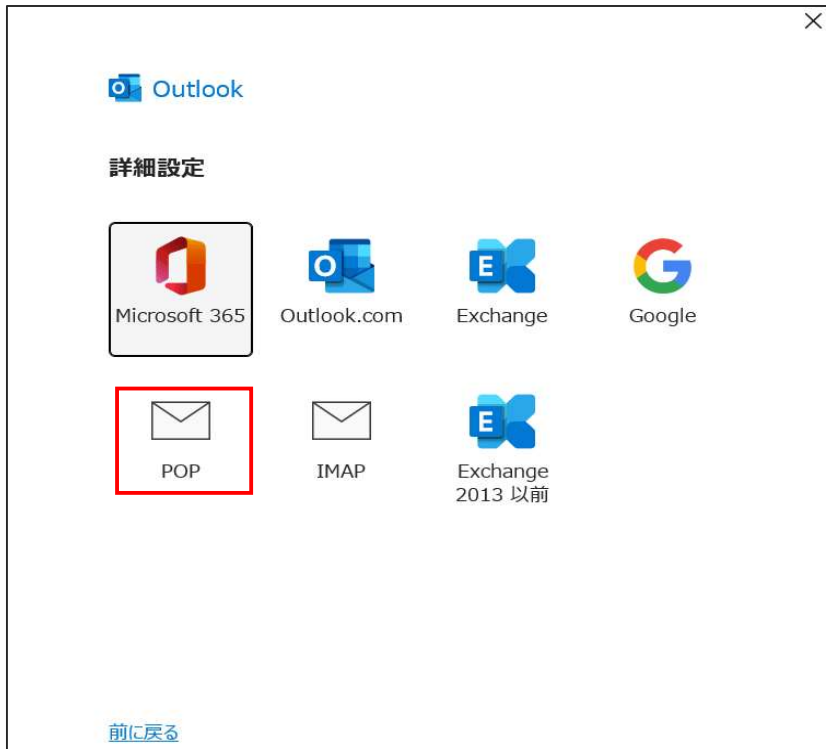 Outlook
詳細設定
Microsoft 365
Outlook.com
Exchange
Google
POP
IMAP
Exchange
2013 以前
前に戻る